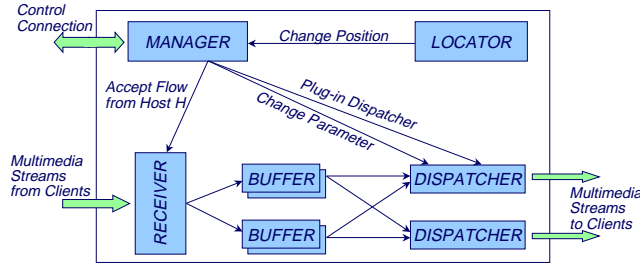 Control
Connection
MANAGER
Change Position
LOCATOR
Accept Flow
from Host H
Plug-in Dispatcher
Change Parameter
Multimedia
Streams
from Clients
RECEIVER
BUFFER
DISPATCHER
BUFFER
DISPATCHER
Multimedia
Streams
to Clients